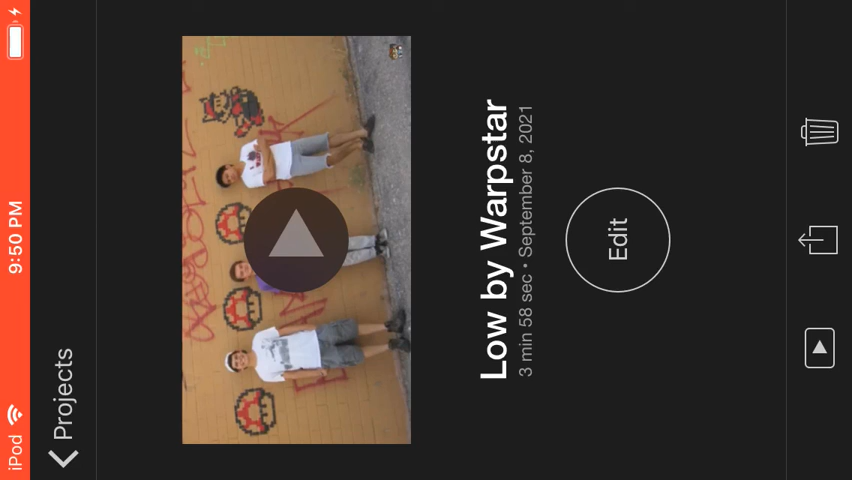 iPod 9:50 PM
Projects
Low by Warpstar
3 min 58 sec • September 8, 2021
Edit